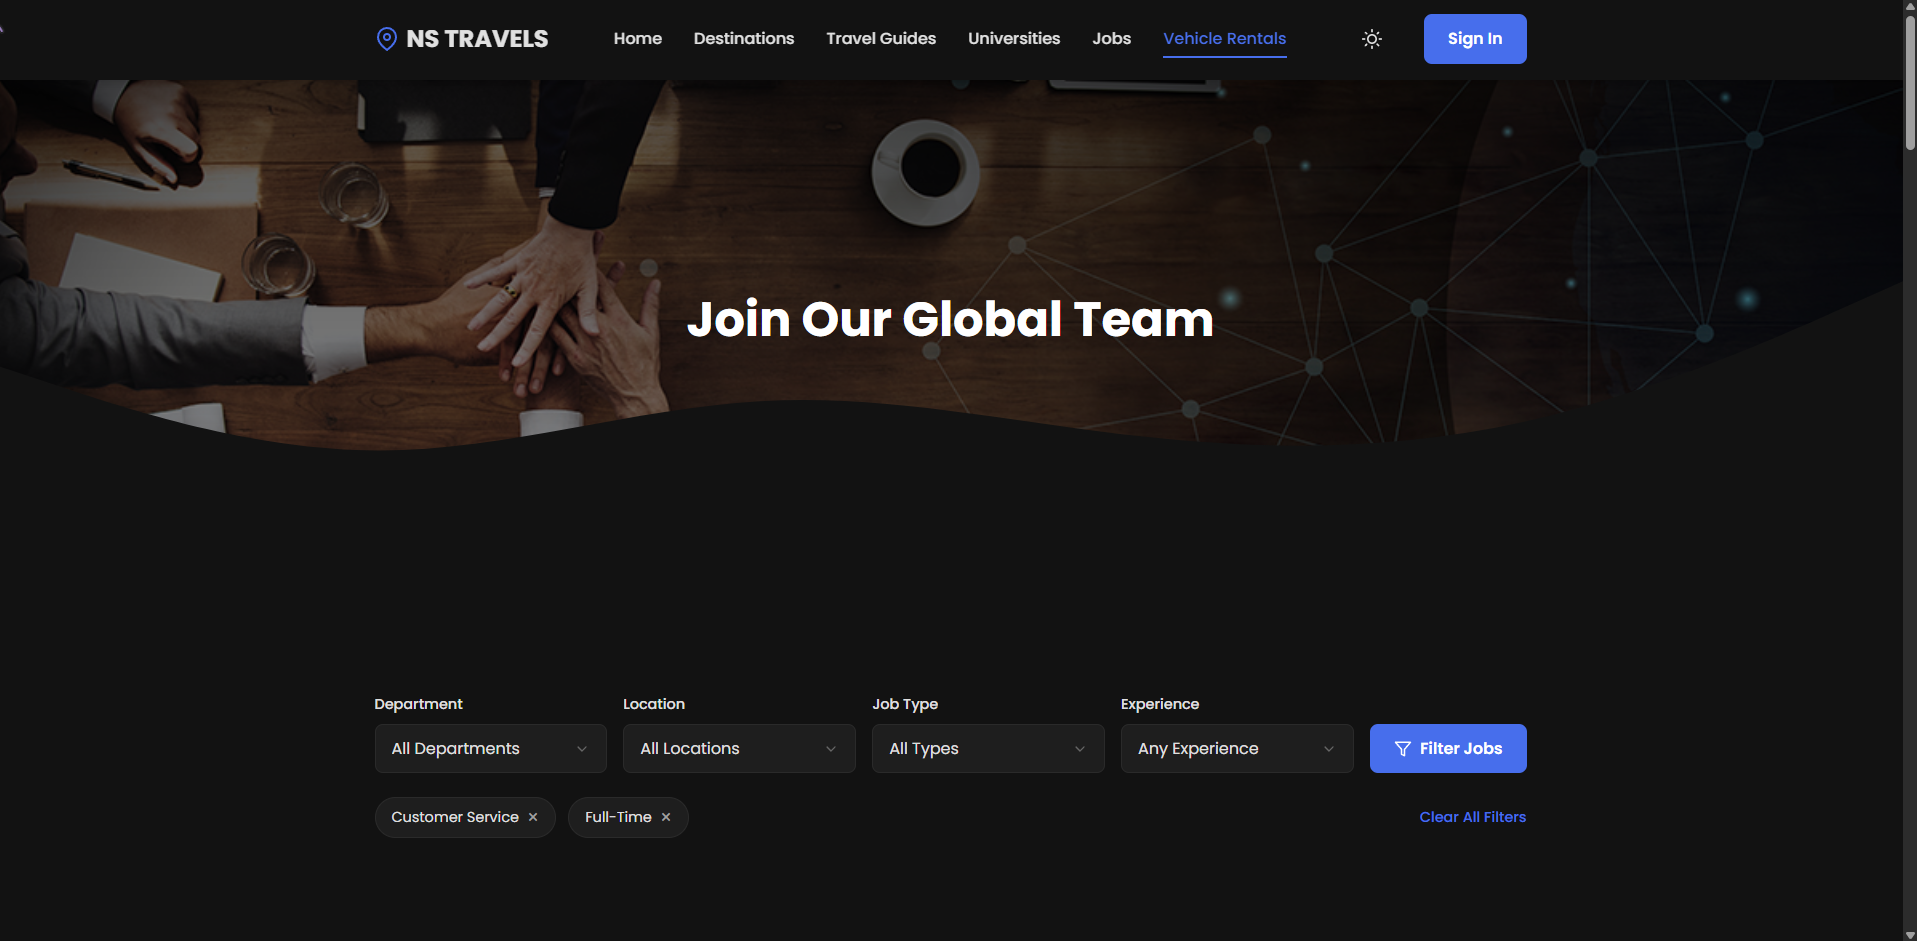 NS TRAVELS
Home Destinations Travel Guides Universities Jobs Vehicle Rentals
Sign In
Join Our Global Team
Department Location Job Type Experience
All Departments All Locations All Types Any Experience Filter Jobs
Customer Service × Full-Time × Clear All Filters